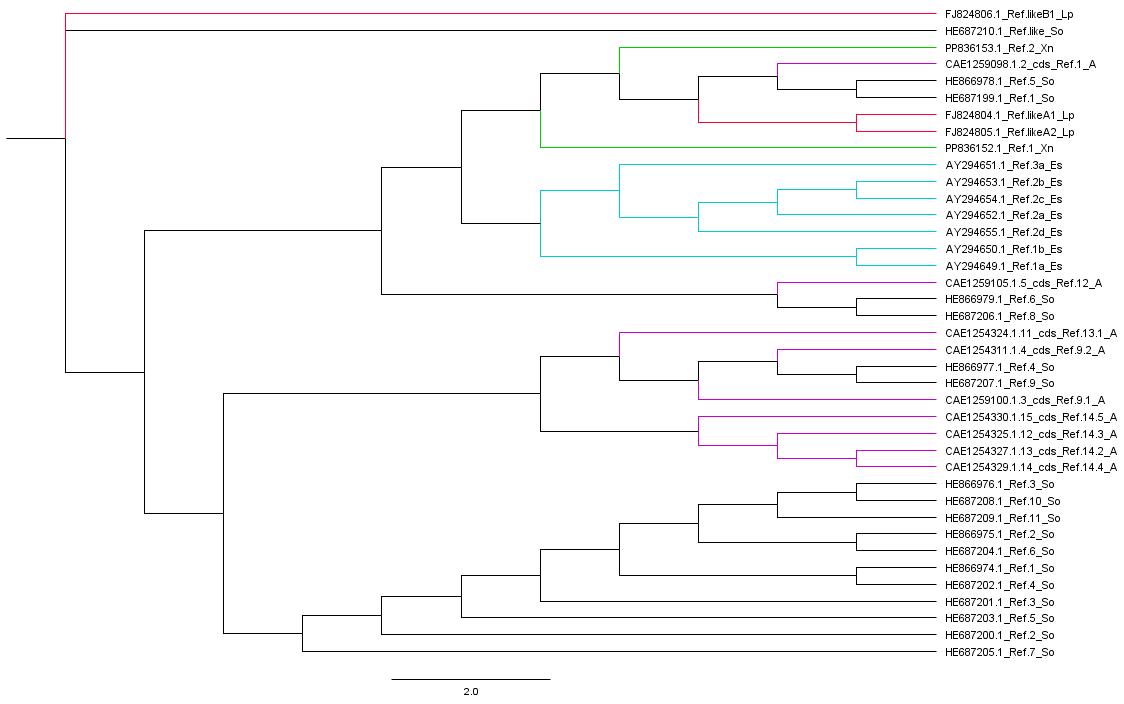 FJ824806.1_Ref.likeB1_Lp
HE687210.1_Ref.like_So
PP836153.1_Ref.2_Xn
CAE1259098.1.2_cds_Ref.1_A
HE866978.1_Ref.5_So
HE687199.1_Ref.1_So
FJ824804.1_Ref.likeA1_Lp
FJ824805.1_Ref.likeA2_Lp
PP836152.1_Ref.1_Xn
AY294651.1_Ref.3a_Es
AY294653.1_Ref.2b_Es
AY294654.1_Ref.2c_Es
AY294652.1_Ref.2a_Es
AY294655.1_Ref.2d_Es
AY294650.1_Ref.1b_Es
AY294649.1_Ref.1a_Es
CAE1259105.1.5_cds_Ref.12_A
HE866979.1_Ref.6_So
HE687206.1_Ref.8_So
CAE1254324.1.11_cds_Ref.13.1_A
CAE1254311.1.4_cds_Ref.9.2_A
HE866977.1_Ref.4_So
HE687207.1_Ref.9_So
CAE1259100.1.3_cds_Ref.9.1_A
CAE1254330.1.15_cds_Ref.14.5_A
CAE1254325.1.12_cds_Ref.14.3_A
CAE1254327.1.13_cds_Ref.14.2_A
CAE1254329.1.14_cds_Ref.14.4_A
HE866976.1_Ref.3_So
HE687208.1_Ref.10_So
HE687209.1_Ref.11_So
HE866975.1_Ref.2_So
HE687204.1_Ref.6_So
HE866974.1_Ref.1_So
HE687202.1_Ref.4_So
HE687201.1_Ref.3_So
HE687203.1_Ref.5_So
HE687200.1_Ref.2_So
HE687205.1_Ref.7_So
2.0